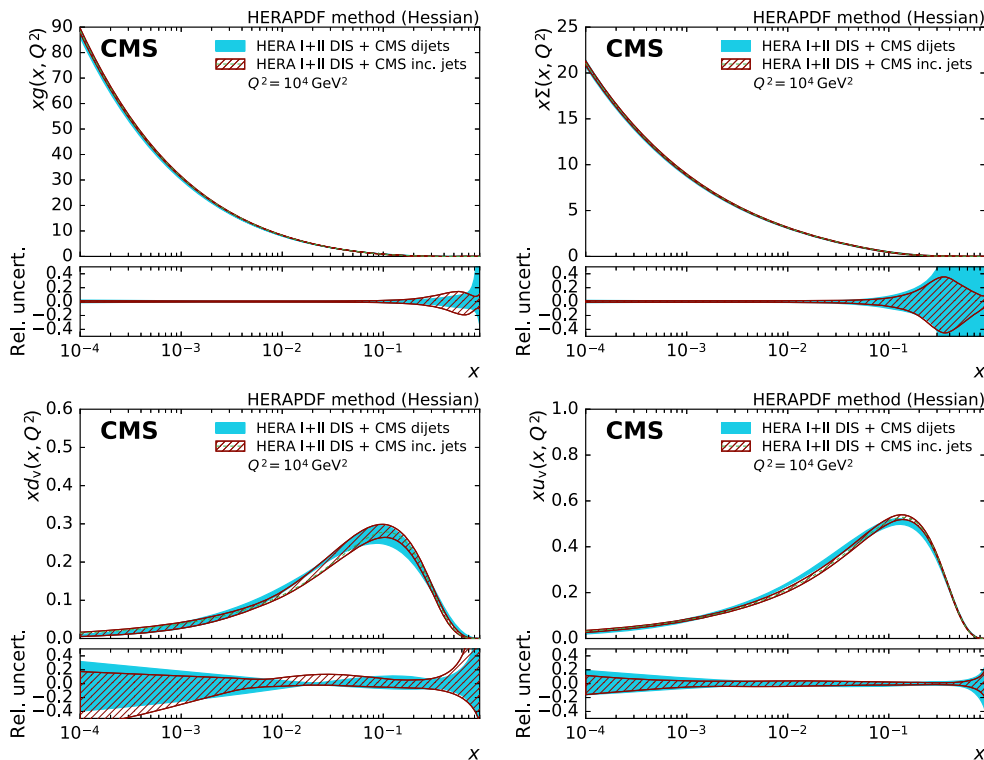 HERAPDF method (Hessian)
CMS
HERA I+II DIS + CMS dijets
HERA I+II DIS + CMS inc. jets
Q² = 10⁴ GeV²
xg(x, Q²)
90
80
70
60
50
40
30
20
10
0
Rel. uncert.
0.4
0.2
0.0
−0.2
−0.4
10⁻⁴ 10⁻³ 10⁻² 10⁻¹
x
HERAPDF method (Hessian)
CMS
HERA I+II DIS + CMS dijets
HERA I+II DIS + CMS inc. jets
Q² = 10⁴ GeV²
xΣ(x, Q²)
25
20
15
10
5
0
Rel. uncert.
0.4
0.2
0.0
−0.2
−0.4
10⁻⁴ 10⁻³ 10⁻² 10⁻¹
x
HERAPDF method (Hessian)
CMS
HERA I+II DIS + CMS dijets
HERA I+II DIS + CMS inc. jets
Q² = 10⁴ GeV²
xdᵥ(x, Q²)
0.6
0.5
0.4
0.3
0.2
0.1
0.0
Rel. uncert.
0.4
0.2
0.0
−0.2
−0.4
10⁻⁴ 10⁻³ 10⁻² 10⁻¹
x
HERAPDF method (Hessian)
CMS
HERA I+II DIS + CMS dijets
HERA I+II DIS + CMS inc. jets
Q² = 10⁴ GeV²
xuᵥ(x, Q²)
1.0
0.8
0.6
0.4
0.2
0.0
Rel. uncert.
0.4
0.2
0.0
−0.2
−0.4
10⁻⁴ 10⁻³ 10⁻² 10⁻¹
x